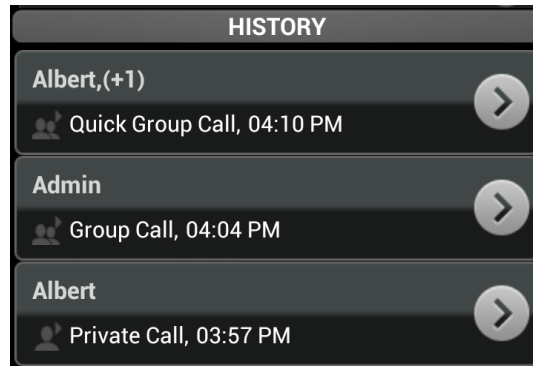 HISTORY
Albert,(+1)
Quick Group Call, 04:10 PM
Admin
Group Call, 04:04 PM
Albert
Private Call, 03:57 PM